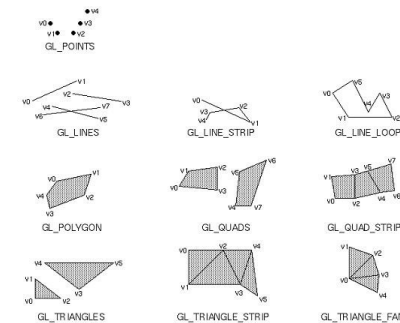 v4
v0 v3
v1 v2
GL_POINTS
v1
v2
v0 v3
v4 v7
v6 v5
GL_LINES
v0
v2
v3
v4
v1
GL_LINE_STRIP
v5
v0 v3
v4
v1 v2
GL_LINE_LOOP
v1
v0
v4 v2
v3
GL_POLYGON
v1 v2
v0 v3
v6
v5
v4 v7
GL_QUADS
v7
v1 v3 v5
v0 v2 v4 v6
GL_QUAD_STRIP
v4 v5
v1
v3
v0 v2
GL_TRIANGLES
v0 v2 v4
v1 v3
v5
GL_TRIANGLE_STRIP
v1
v2
v0 v3
v4
GL_TRIANGLE_FAN